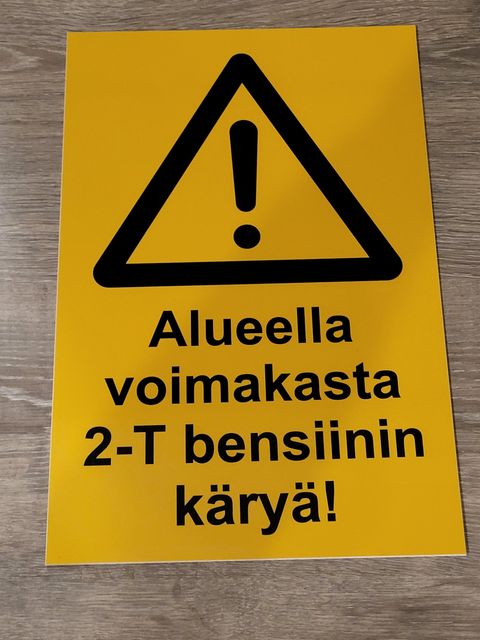 Alueella
voimakasta
2-T bensiinin
käryä!